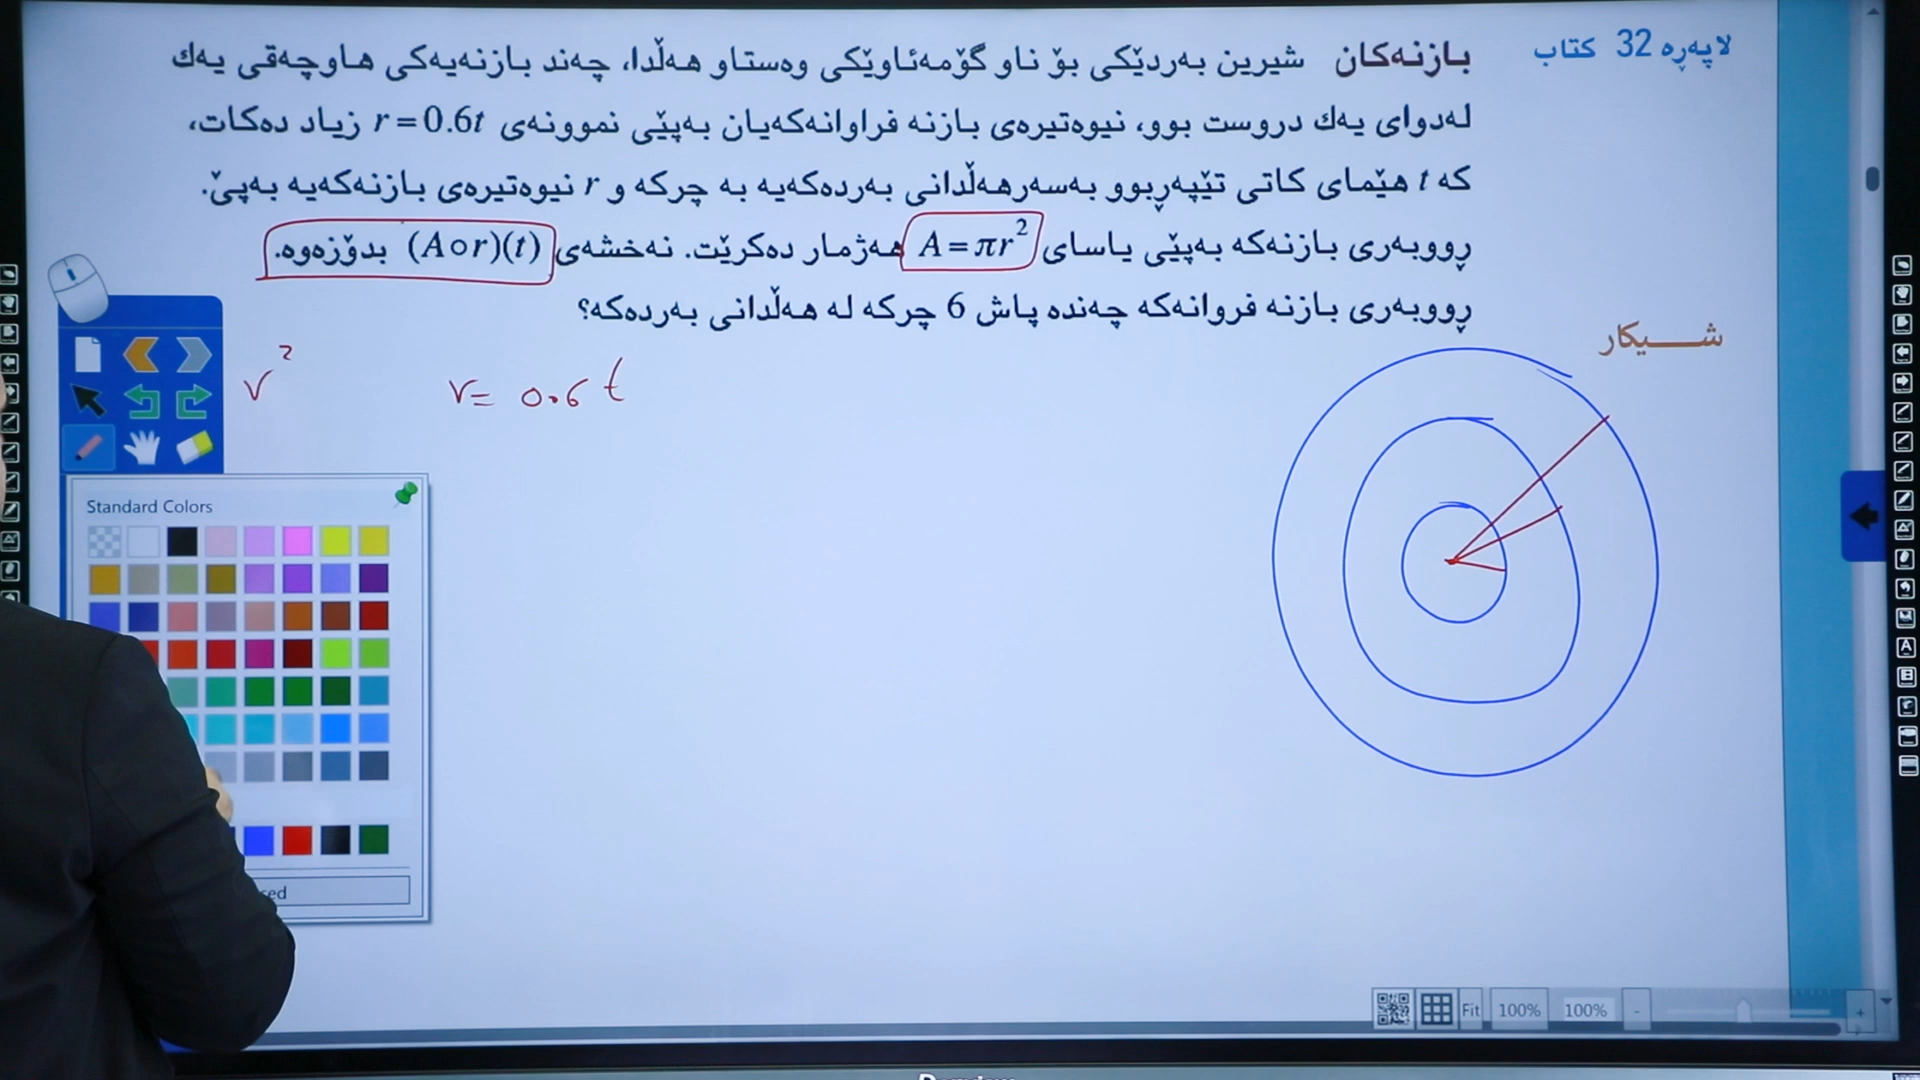 لاپەڕە 32 کتاب
بازنەکان شیرین بەردێکی بۆ ناو گۆمەئاوێکی وەستاو هەڵدا، چەند بازنەیەکی هاوچەقی یەك
لەدوای یەك دروست بوو، نیوەتیرەی بازنە فراوانەکەیان بەپێی نموونەی r = 0.6t زیاد دەکات،
کە t هێمای کاتی تێپەڕبوو بەسەرهەڵدانی بەردەکەیە بە چرکە و r نیوەتیرەی بازنەکەیە بەپێ.
ڕووبەری بازنەکە بەپێی یاسای A = πr² هەژمار دەکرێت. نەخشەی (A∘r)(t) بدۆزەوە.
ڕووبەری بازنە فروانەکە چەندە پاش 6 چرکە لە هەڵدانی بەردەکە؟
شـــــیکار
r²
r = 0.6 t
Standard Colors
Fit 100% 100% - +